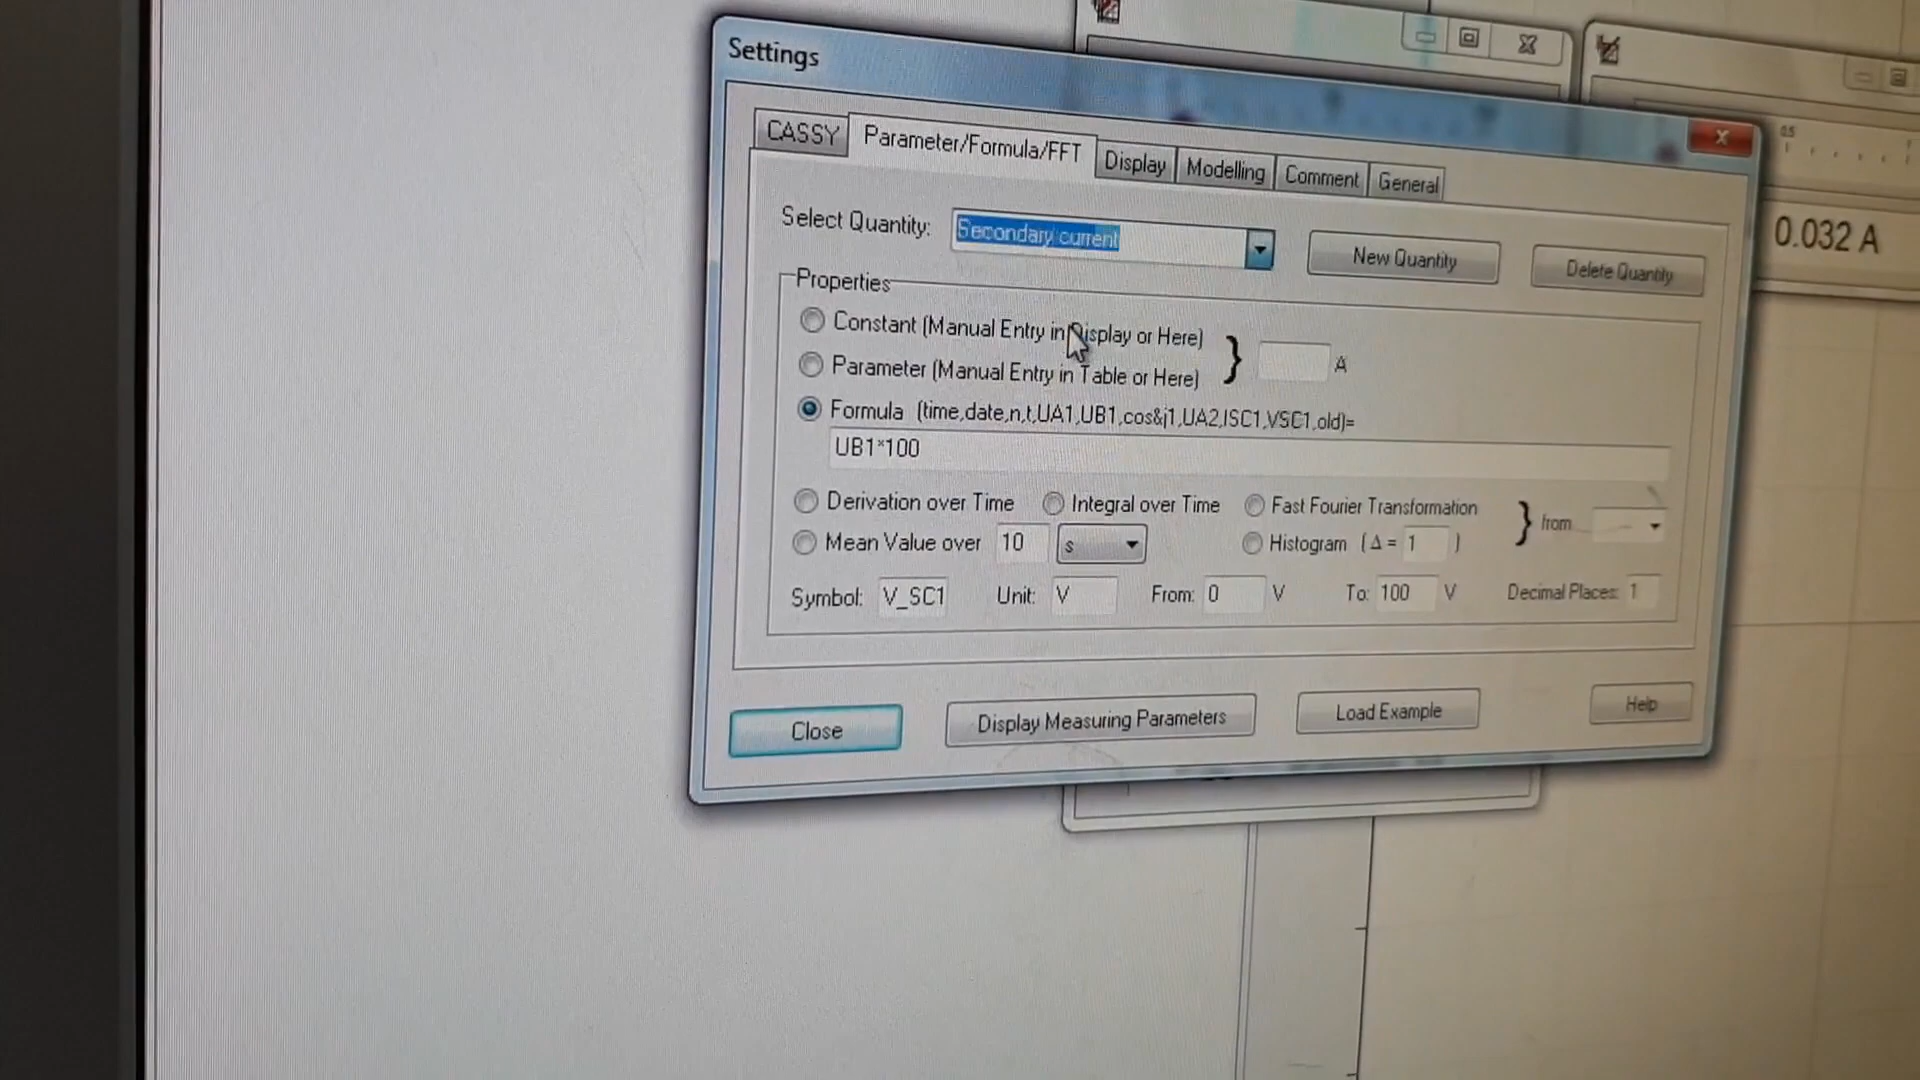 Settings
CASSY Parameter/Formula/FFT Display Modelling Comment General
0.5
Select Quantity: Secondary current New Quantity Delete Quantity
0.032 A
Properties
Constant (Manual Entry in Display or Here)
} A
Parameter (Manual Entry in Table or Here)
Formula (time,date,n,t,UA1,UB1,cos&j1,UA2,ISC1,VSC1,old)=
UB1*100
Derivation over Time Integral over Time Fast Fourier Transformation
} from
Mean Value over 10 s Histogram (Δ = 1 )
Symbol: V_SC1 Unit: V From: 0 V To: 100 V Decimal Places: 1
Close Display Measuring Parameters Load Example Help